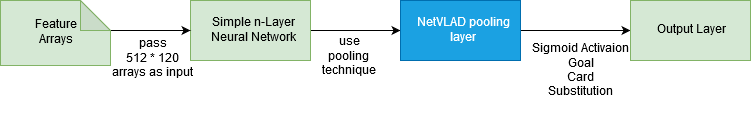 Feature
Arrays
pass
512 * 120
arrays as input
Simple n-Layer
Neural Network
use
pooling
technique
NetVLAD pooling
layer
Sigmoid Activaion
Goal
Card
Substitution
Output Layer